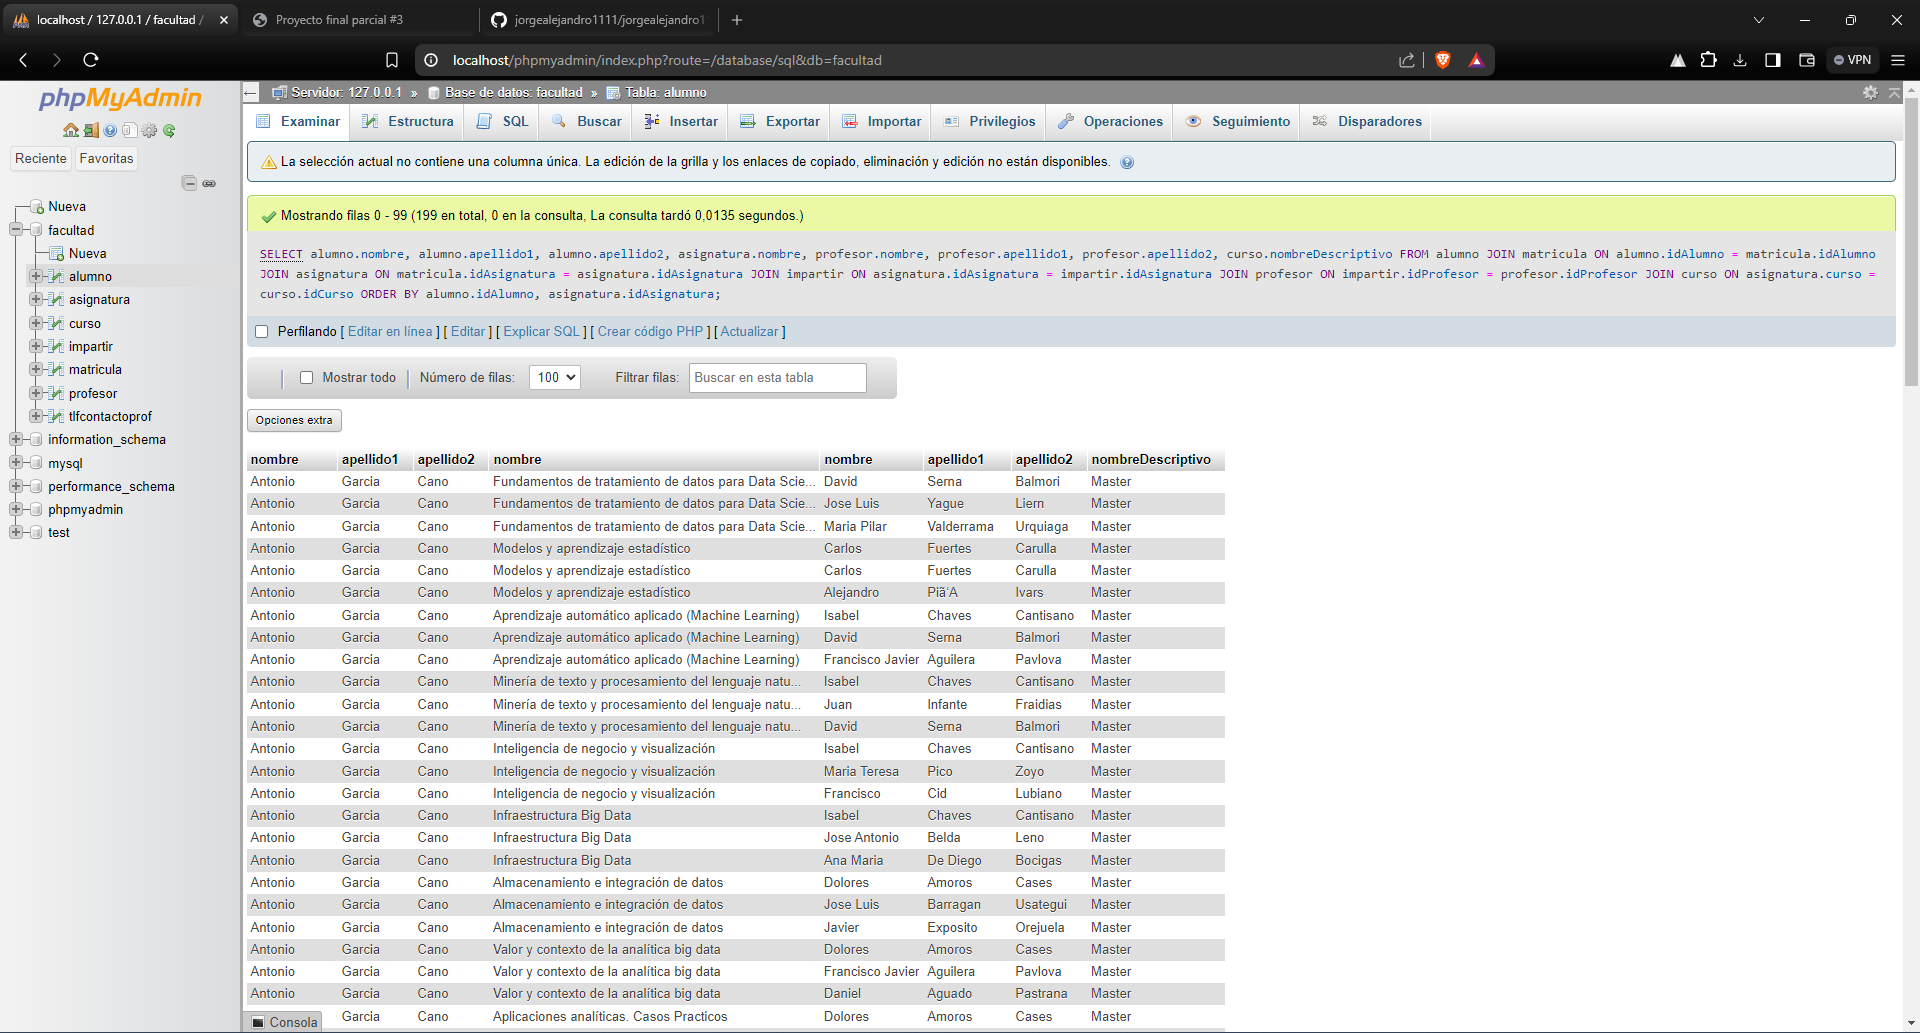 localhost / 127.0.0.1 / facultad /
Proyecto final parcial #3
jorgealejandro1111/jorgealejandro1
localhost/phpmyadmin/index.php?route=/database/sql&db=facultad
VPN
phpMyAdmin
Reciente Favoritas
Nueva
facultad
Nueva
alumno
asignatura
curso
impartir
matricula
profesor
tlfcontactoprof
information_schema
mysql
performance_schema
phpmyadmin
test
Servidor: 127.0.0.1 » Base de datos: facultad » Tabla: alumno
Examinar Estructura SQL Buscar Insertar Exportar Importar Privilegios Operaciones Seguimiento Disparadores
La selección actual no contiene una columna única. La edición de la grilla y los enlaces de copiado, eliminación y edición no están disponibles.
Mostrando filas 0 - 99 (199 en total, 0 en la consulta, La consulta tardó 0,0135 segundos.)
SELECT alumno.nombre, alumno.apellido1, alumno.apellido2, asignatura.nombre, profesor.nombre, profesor.apellido1, profesor.apellido2, curso.nombreDescriptivo FROM alumno JOIN matricula ON alumno.idAlumno = matricula.idAlumno
JOIN asignatura ON matricula.idAsignatura = asignatura.idAsignatura JOIN impartir ON asignatura.idAsignatura = impartir.idAsignatura JOIN profesor ON impartir.idProfesor = profesor.idProfesor JOIN curso ON asignatura.curso =
curso.idCurso ORDER BY alumno.idAlumno, asignatura.idAsignatura;
Perfilando [ Editar en línea ] [ Editar ] [ Explicar SQL ] [ Crear código PHP ] [ Actualizar ]
Mostrar todo Número de filas: 100 Filtrar filas: Buscar en esta tabla
Opciones extra
nombre apellido1 apellido2 nombre nombre apellido1 apellido2 nombreDescriptivo
Antonio Garcia Cano Fundamentos de tratamiento de datos para Data Scie... David Serna Balmori Master
Antonio Garcia Cano Fundamentos de tratamiento de datos para Data Scie... Jose Luis Yague Liern Master
Antonio Garcia Cano Fundamentos de tratamiento de datos para Data Scie... Maria Pilar Valderrama Urquiaga Master
Antonio Garcia Cano Modelos y aprendizaje estadístico Carlos Fuertes Carulla Master
Antonio Garcia Cano Modelos y aprendizaje estadístico Carlos Fuertes Carulla Master
Antonio Garcia Cano Modelos y aprendizaje estadístico Alejandro Piã‘A Ivars Master
Antonio Garcia Cano Aprendizaje automático aplicado (Machine Learning) Isabel Chaves Cantisano Master
Antonio Garcia Cano Aprendizaje automático aplicado (Machine Learning) David Serna Balmori Master
Antonio Garcia Cano Aprendizaje automático aplicado (Machine Learning) Francisco Javier Aguilera Pavlova Master
Antonio Garcia Cano Minería de texto y procesamiento del lenguaje natu... Isabel Chaves Cantisano Master
Antonio Garcia Cano Minería de texto y procesamiento del lenguaje natu... Juan Infante Fraidias Master
Antonio Garcia Cano Minería de texto y procesamiento del lenguaje natu... David Serna Balmori Master
Antonio Garcia Cano Inteligencia de negocio y visualización Isabel Chaves Cantisano Master
Antonio Garcia Cano Inteligencia de negocio y visualización Maria Teresa Pico Zoyo Master
Antonio Garcia Cano Inteligencia de negocio y visualización Francisco Cid Lubiano Master
Antonio Garcia Cano Infraestructura Big Data Isabel Chaves Cantisano Master
Antonio Garcia Cano Infraestructura Big Data Jose Antonio Belda Leno Master
Antonio Garcia Cano Infraestructura Big Data Ana Maria De Diego Bocigas Master
Antonio Garcia Cano Almacenamiento e integración de datos Dolores Amoros Cases Master
Antonio Garcia Cano Almacenamiento e integración de datos Jose Luis Barragan Usategui Master
Antonio Garcia Cano Almacenamiento e integración de datos Javier Exposito Orejuela Master
Antonio Garcia Cano Valor y contexto de la analítica big data Dolores Amoros Cases Master
Antonio Garcia Cano Valor y contexto de la analítica big data Francisco Javier Aguilera Pavlova Master
Antonio Garcia Cano Valor y contexto de la analítica big data Daniel Aguado Pastrana Master
Garcia Cano Aplicaciones analíticas. Casos Practicos Dolores Amoros Cases Master
Consola